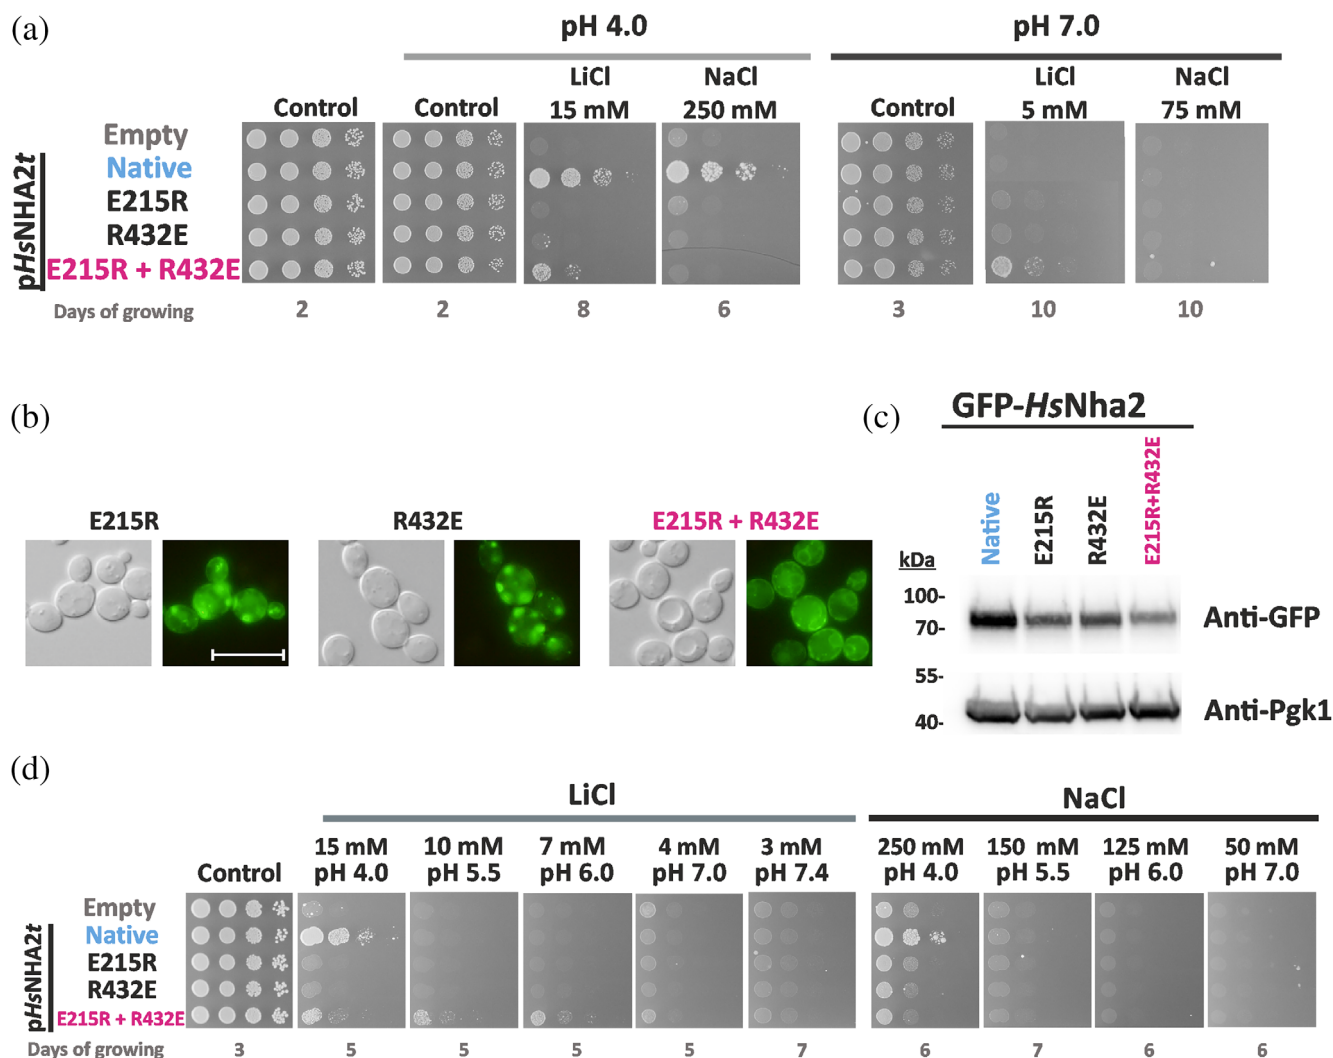 (a)
pH 4.0
pH 7.0
LiCl
NaCl
LiCl
NaCl
Control
Control
15 mM
250 mM
Control
5 mM
75 mM
Empty
Native
E215R
R432E
E215R + R432E
pHsNHA2t
Days of growing
2
2
8
6
3
10
10
(b)
E215R
R432E
E215R + R432E
(c)
GFP-HsNha2
Native
E215R
R432E
E215R+R432E
kDa
100-
70-
Anti-GFP
55-
40-
Anti-Pgk1
(d)
LiCl
NaCl
Control
15 mM
pH 4.0
10 mM
pH 5.5
7 mM
pH 6.0
4 mM
pH 7.0
3 mM
pH 7.4
250 mM
pH 4.0
150 mM
pH 5.5
125 mM
pH 6.0
50 mM
pH 7.0
Empty
Native
E215R
R432E
E215R + R432E
pHsNHA2t
Days of growing
3
5
5
5
5
7
6
7
6
6